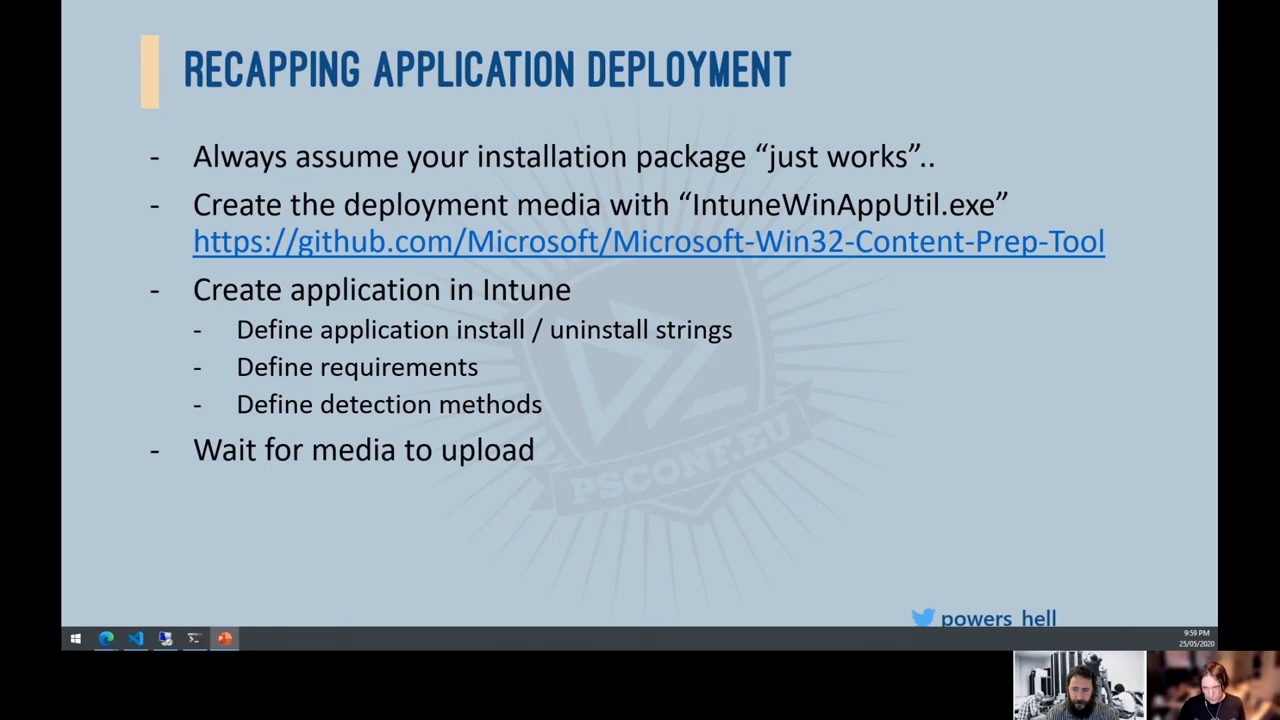 RECAPPING APPLICATION DEPLOYMENT
- Always assume your installation package “just works”..
- Create the deployment media with “IntuneWinAppUtil.exe”
https://github.com/Microsoft/Microsoft-Win32-Content-Prep-Tool
- Create application in Intune
- Define application install / uninstall strings
- Define requirements
- Define detection methods
- Wait for media to upload
PSCONF.EU
powers_hell
9:59 PM
25/05/2020